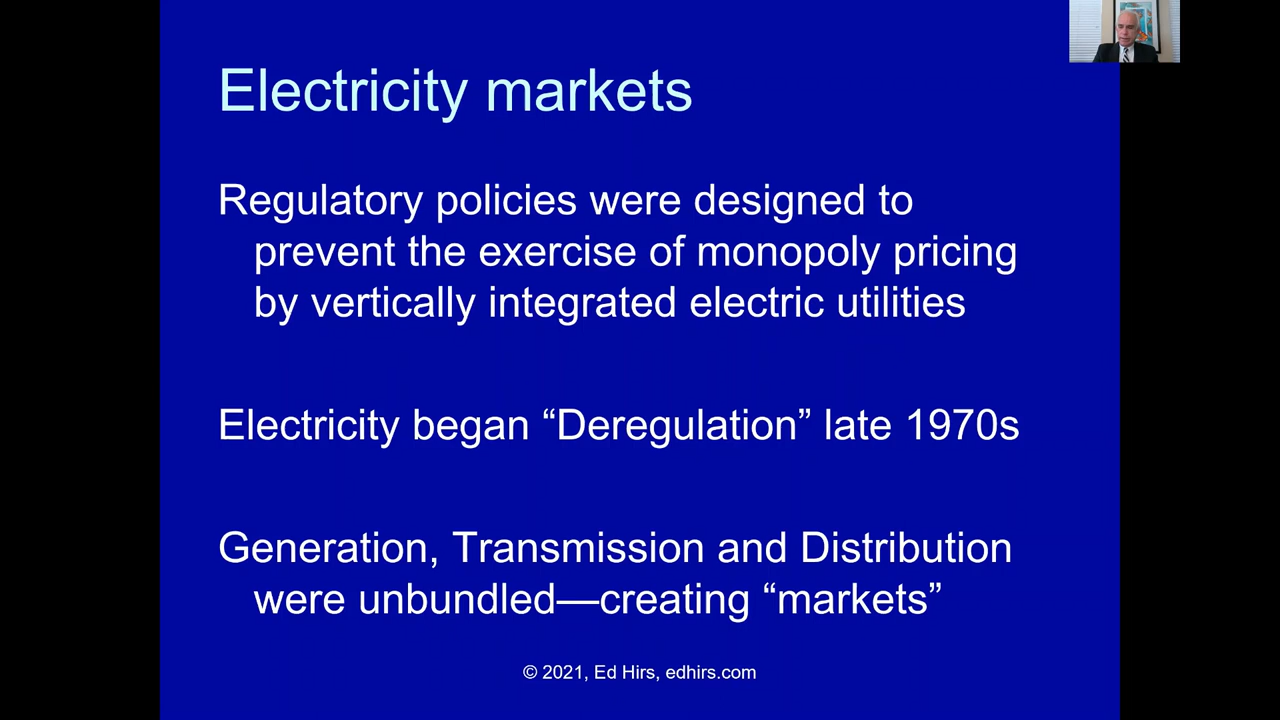 Electricity markets
Regulatory policies were designed to
prevent the exercise of monopoly pricing
by vertically integrated electric utilities
Electricity began “Deregulation” late 1970s
Generation, Transmission and Distribution
were unbundled—creating “markets”
© 2021, Ed Hirs, edhirs.com